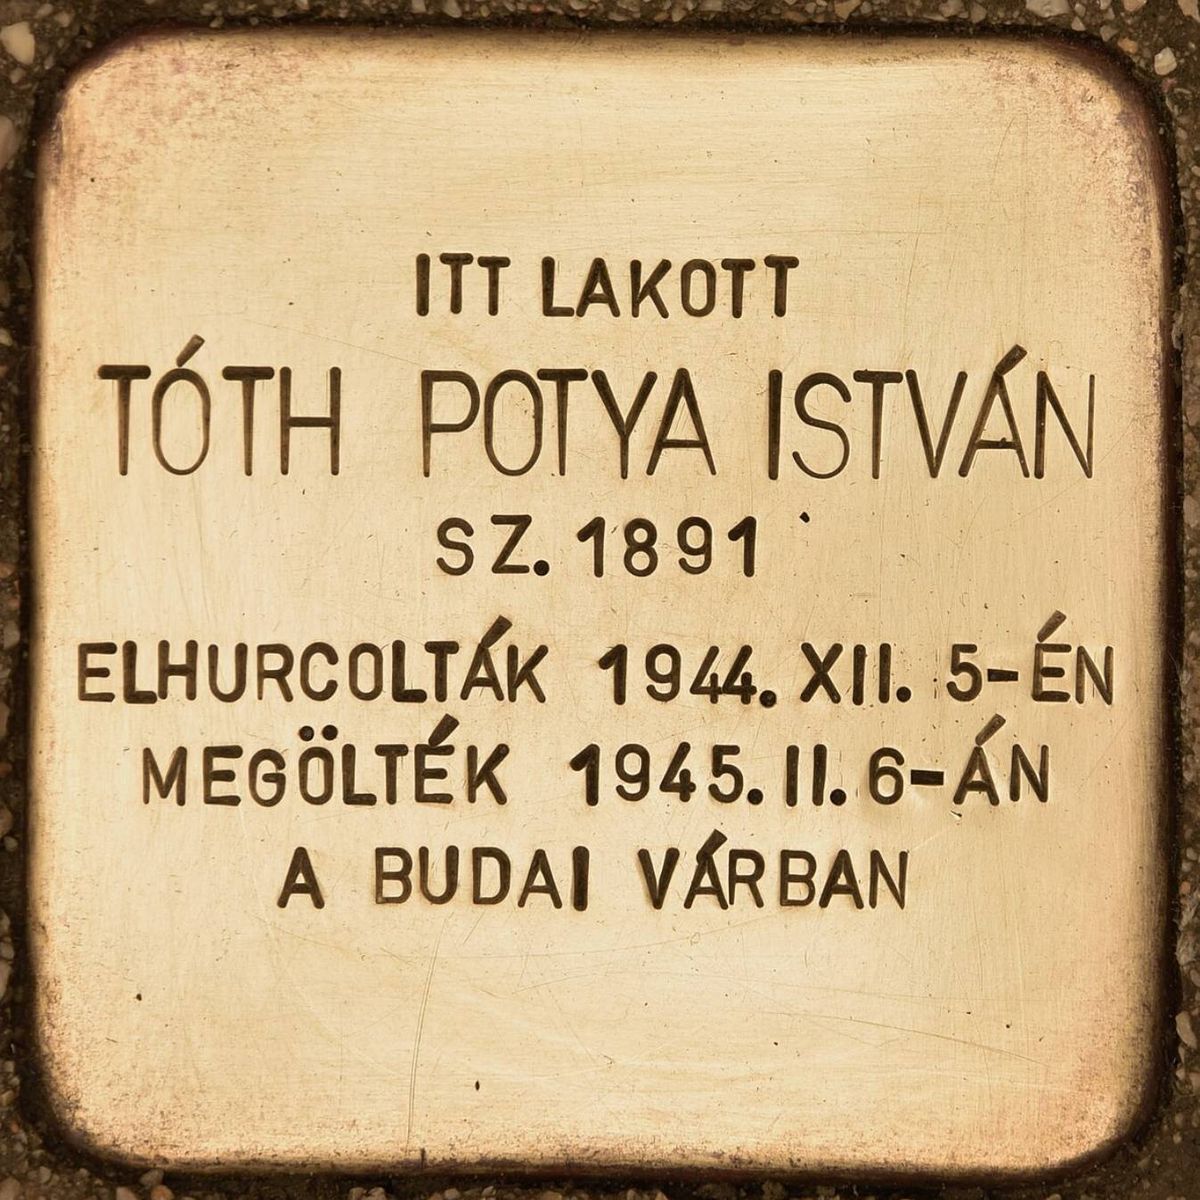 ITT LAKOTT
TÓTH POTYA ISTVÁN
SZ. 1891
ELHURCOLTÁK 1944. XII. 5-ÉN
MEGÖLTÉK 1945. II. 6-ÁN
A BUDAI VÁRBAN